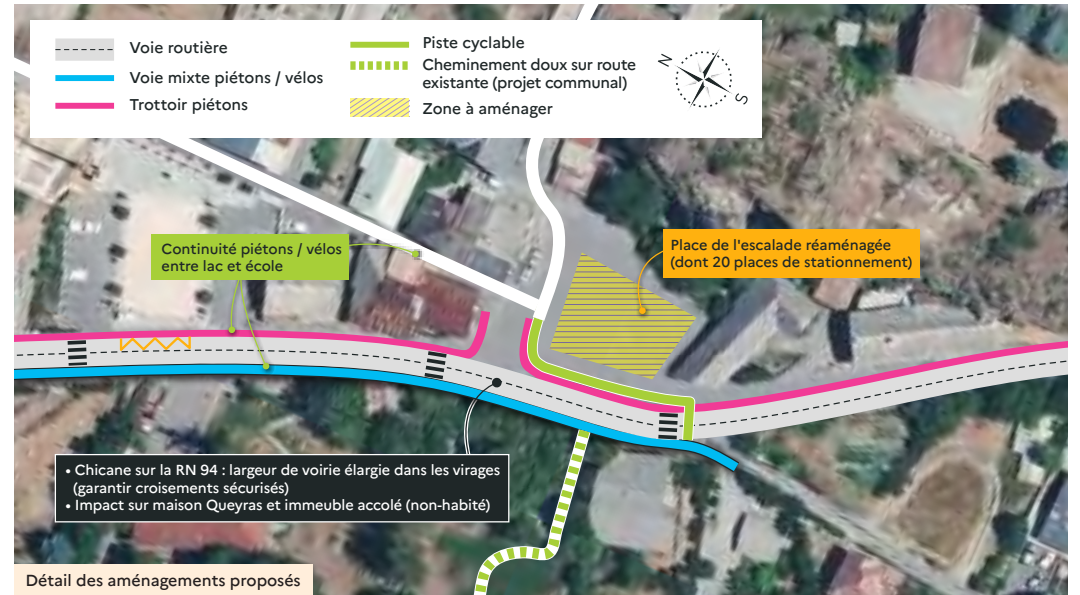 Voie routière
Voie mixte piétons / vélos
Trottoir piétons
Piste cyclable
Cheminement doux sur route
existante (projet communal)
Zone à aménager
N
S
Continuité piétons / vélos
entre lac et école
Place de l'escalade réaménagée
(dont 20 places de stationnement)
• Chicane sur la RN 94 : largeur de voirie élargie dans les virages
(garantir croisements sécurisés)
• Impact sur maison Queyras et immeuble accolé (non-habité)
Détail des aménagements proposés